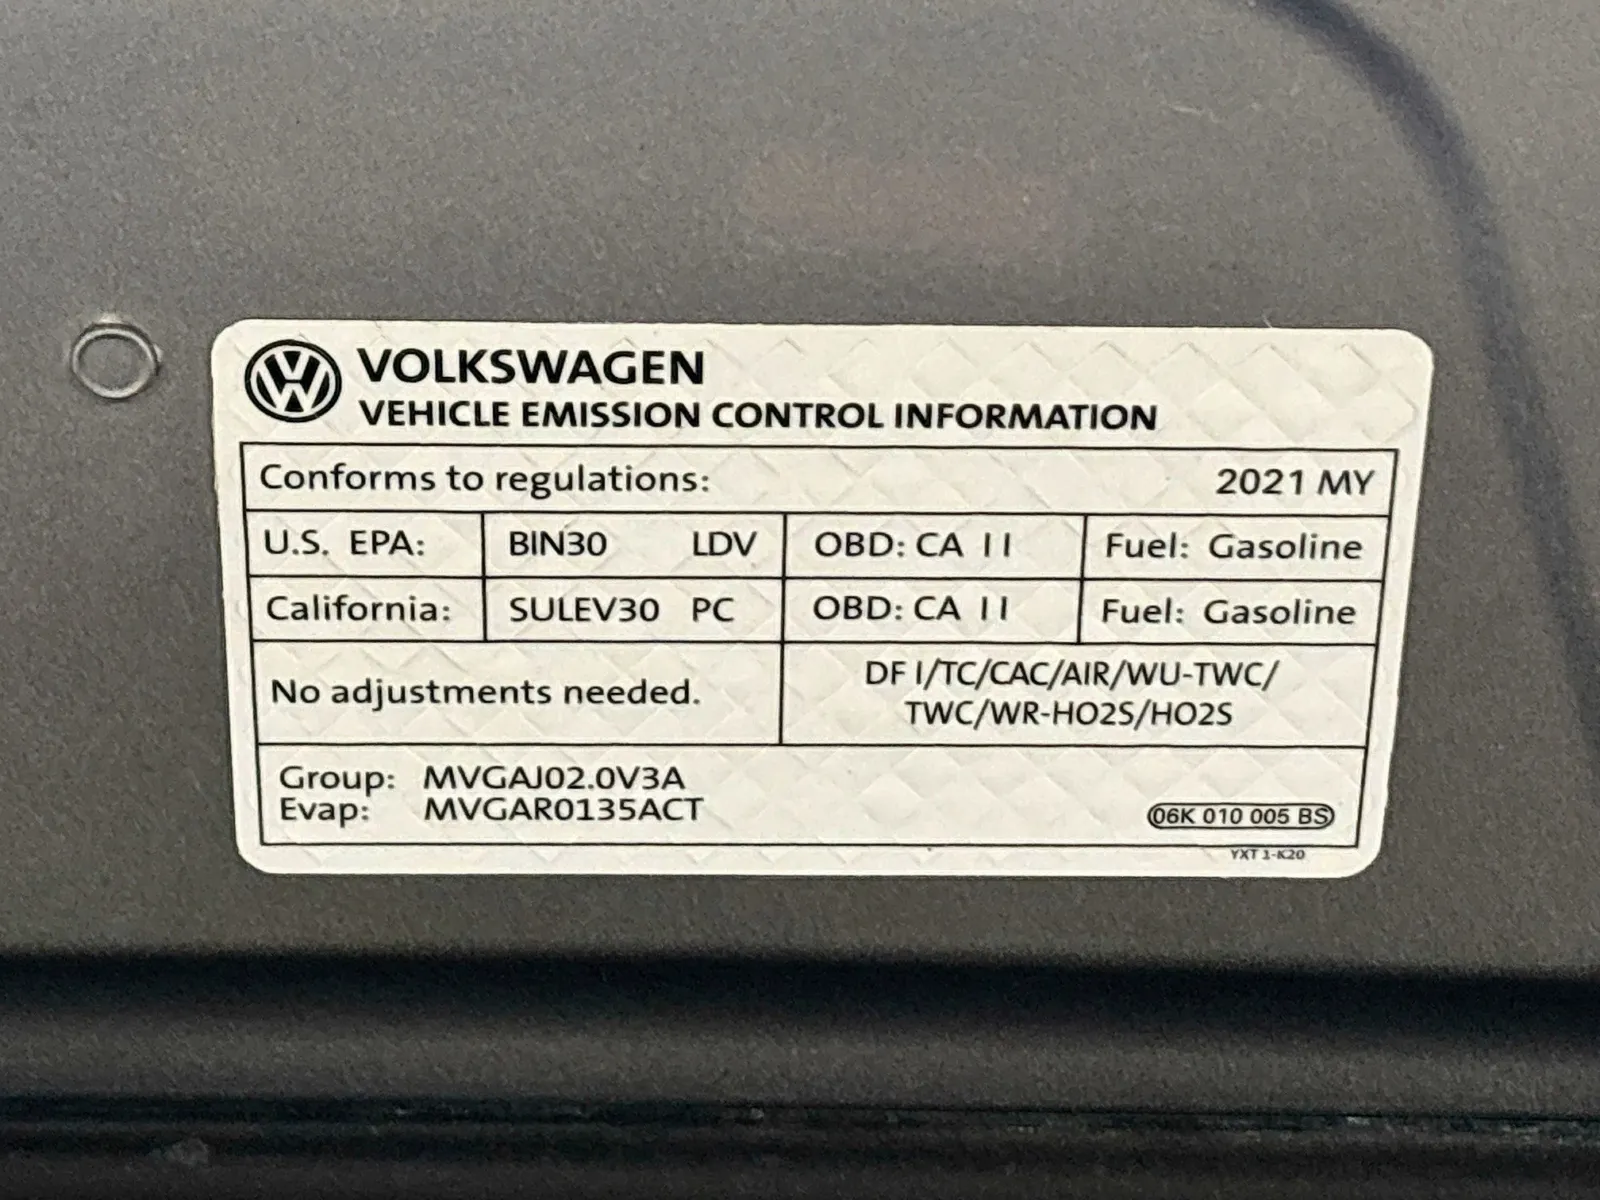 VOLKSWAGEN
VEHICLE EMISSION CONTROL INFORMATION
Conforms to regulations: 2021 MY
U.S. EPA: BIN30 LDV OBD: CA II Fuel: Gasoline
California: SULEV30 PC OBD: CA II Fuel: Gasoline
No adjustments needed.
DF I/TC/CAC/AIR/WU-TWC/
TWC/WR-HO2S/HO2S
Group: MVGAJ02.0V3A
Evap: MVGAR0135ACT
06K 010 005 BS
YXT 1-K20